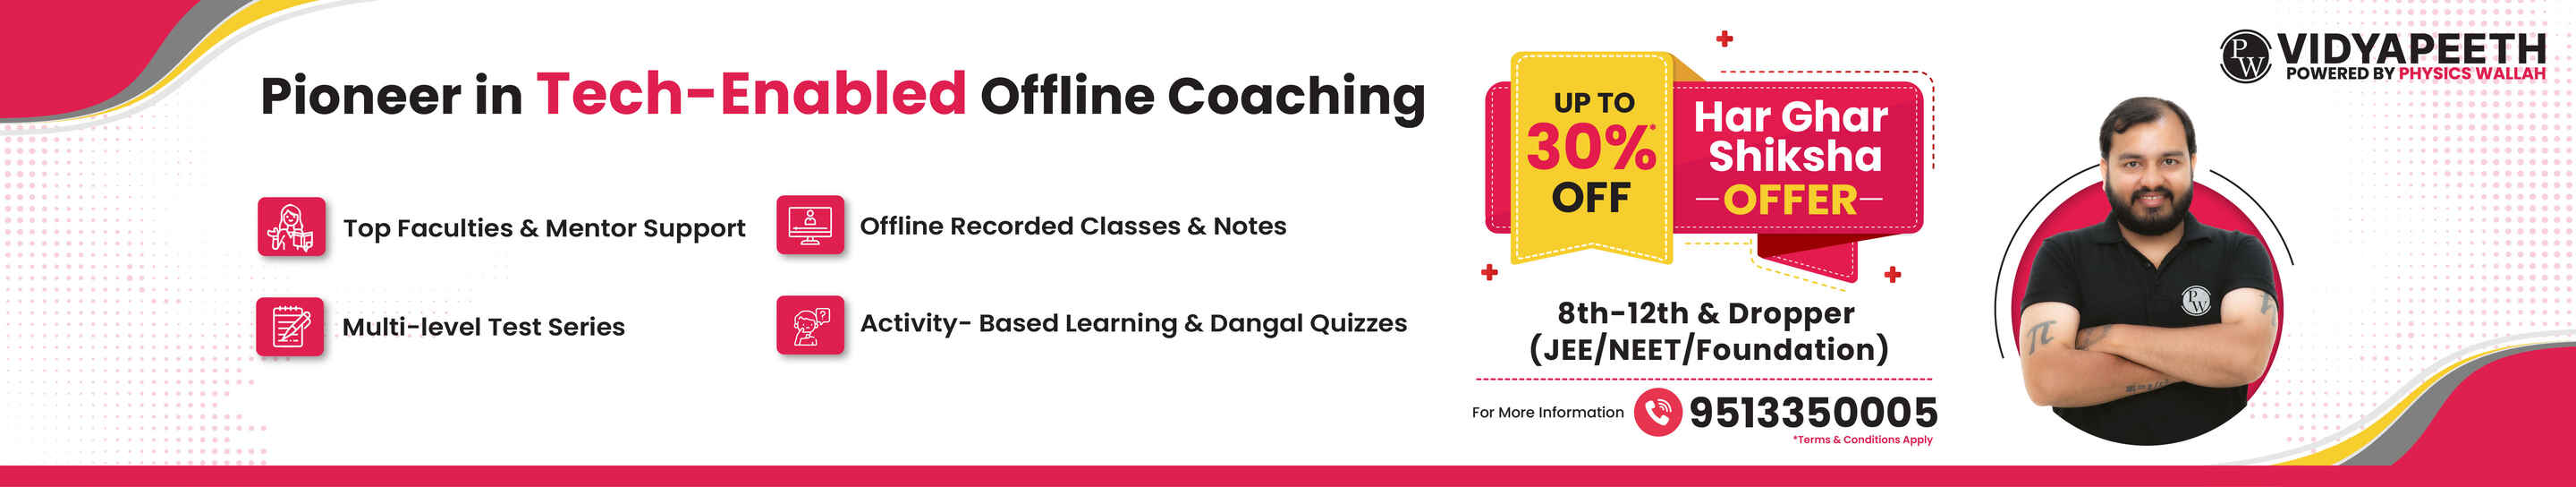 Pioneer in Tech-Enabled Offline Coaching
Top Faculties & Mentor Support
Offline Recorded Classes & Notes
Multi-level Test Series
Activity- Based Learning & Dangal Quizzes
UP TO
30%*
OFF
Har Ghar
Shiksha
OFFER
8th-12th & Dropper
(JEE/NEET/Foundation)
For More Information 9513350005
*Terms & Conditions Apply
PW VIDYAPEETH
POWERED BY PHYSICS WALLAH
PW
π